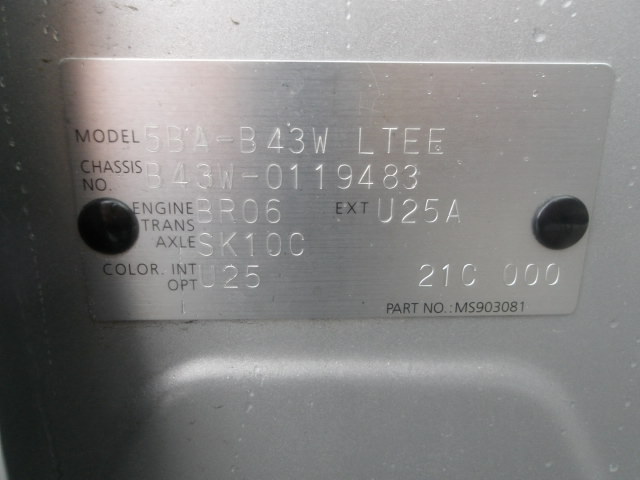 MODEL 5BA-B43W LTEE
CHASSIS NO. B43W-0119483
ENGINE BR06 EXT U25A
TRANS AXLE SK10C
COLOR. INT OPT U25 21C 000
PART NO.:MS903081